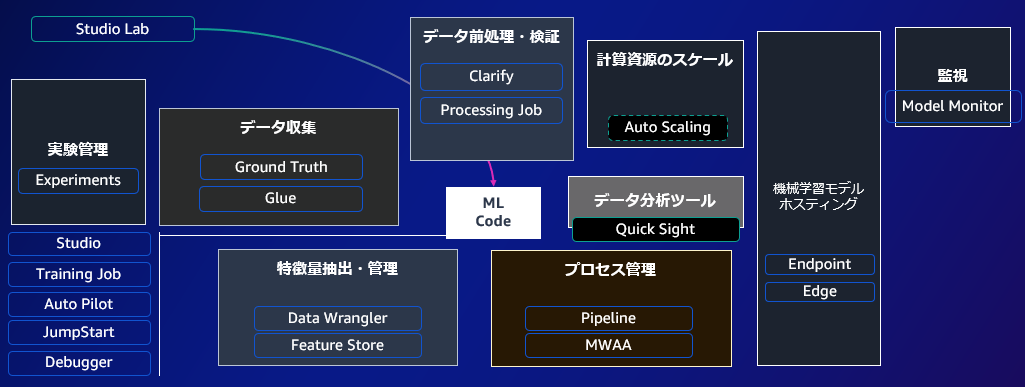 Studio Lab
実験管理
Experiments
Studio
Training Job
Auto Pilot
JumpStart
Debugger
データ収集
Ground Truth
Glue
データ前処理・検証
Clarify
Processing Job
ML
Code
特徴量抽出・管理
Data Wrangler
Feature Store
計算資源のスケール
Auto Scaling
データ分析ツール
Quick Sight
プロセス管理
Pipeline
MWAA
機械学習モデル
ホスティング
Endpoint
Edge
監視
Model Monitor